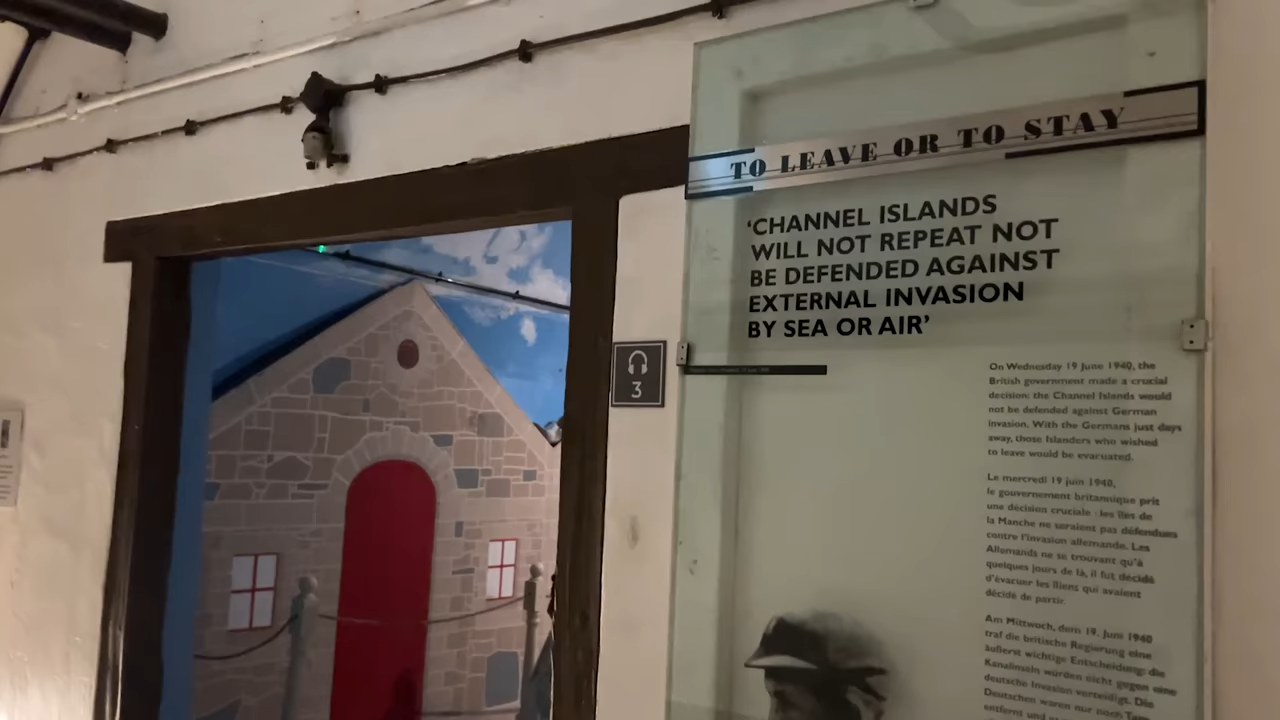 TO LEAVE OR TO STAY
‘CHANNEL ISLANDS
WILL NOT REPEAT NOT
BE DEFENDED AGAINST
EXTERNAL INVASION
BY SEA OR AIR’
3
On Wednesday 19 June 1940, the
British government made a crucial
decision: the Channel Islands would
not be defended against German
invasion. With the Germans just days
away, those Islanders who wished
to leave would be evacuated.
Le mercredi 19 juin 1940,
le gouvernement britannique prit
une décision cruciale : les îles de
la Manche ne seraient pas défendues
contre l'invasion allemande. Les
Allemands ne se trouvant qu'à
quelques jours de là, il fut décidé
d'évacuer les îliens qui avaient
décidé de partir.
Am Mittwoch, dem 19. Juni 1940
traf die britische Regierung eine
äußerst wichtige Entscheidung: die
Kanalinseln würden nicht gegen eine
deutsche Invasion verteidigt. Die
Deutschen waren nur noch
entfernt und